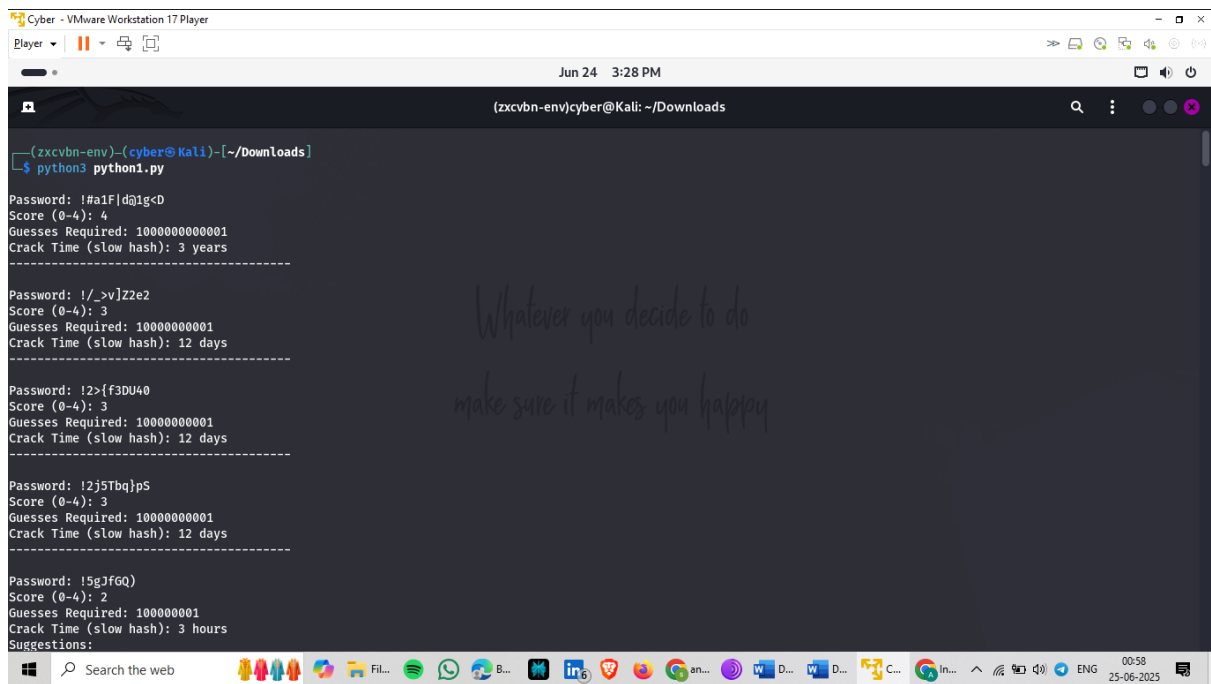 Cyber - VMware Workstation 17 Player
Player
Jun 24 3:28 PM
(zxcvbn-env)cyber@Kali: ~/Downloads
┌──(zxcvbn-env)─(cyber㉿Kali)-[~/Downloads]
└─$ python3 python1.py
Password: !#a1F|d@1g<D
Score (0-4): 4
Guesses Required: 1000000000001
Crack Time (slow hash): 3 years
----------------------------------------
Password: !/_>v]Z2e2
Score (0-4): 3
Guesses Required: 10000000001
Crack Time (slow hash): 12 days
----------------------------------------
Password: !2>{f3DU40
Score (0-4): 3
Guesses Required: 10000000001
Crack Time (slow hash): 12 days
----------------------------------------
Password: !2j5Tbq}pS
Score (0-4): 3
Guesses Required: 10000000001
Crack Time (slow hash): 12 days
----------------------------------------
Password: !5gJfGQ)
Score (0-4): 2
Guesses Required: 100000001
Crack Time (slow hash): 3 hours
Suggestions:
Whatever you decide to do
make sure it makes you happy
Search the web
Fil...
B...
in 6
an...
D...
D...
C...
In...
ENG
00:58
25-06-2025